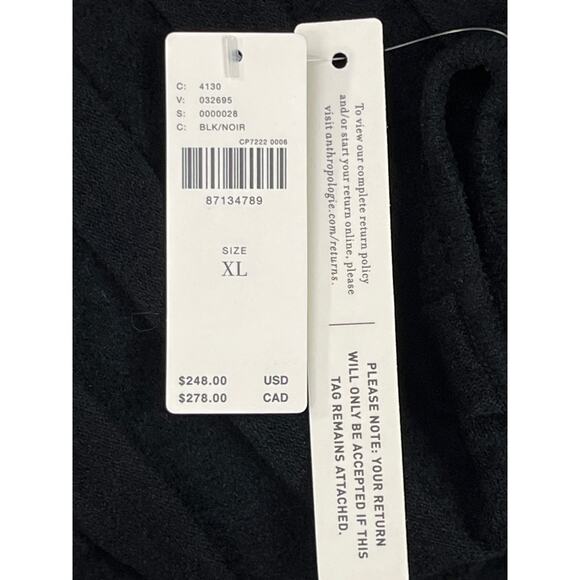 C: 4130
V: 032695
S: 0000028
C: BLK/NOIR
CP7222 0006
87134789
SIZE
XL
$248.00 USD
$278.00 CAD
To view our complete return policy
and/or start your return online, please
visit anthropologie.com/returns.
PLEASE NOTE: YOUR RETURN
WILL ONLY BE ACCEPTED IF THIS
TAG REMAINS ATTACHED.